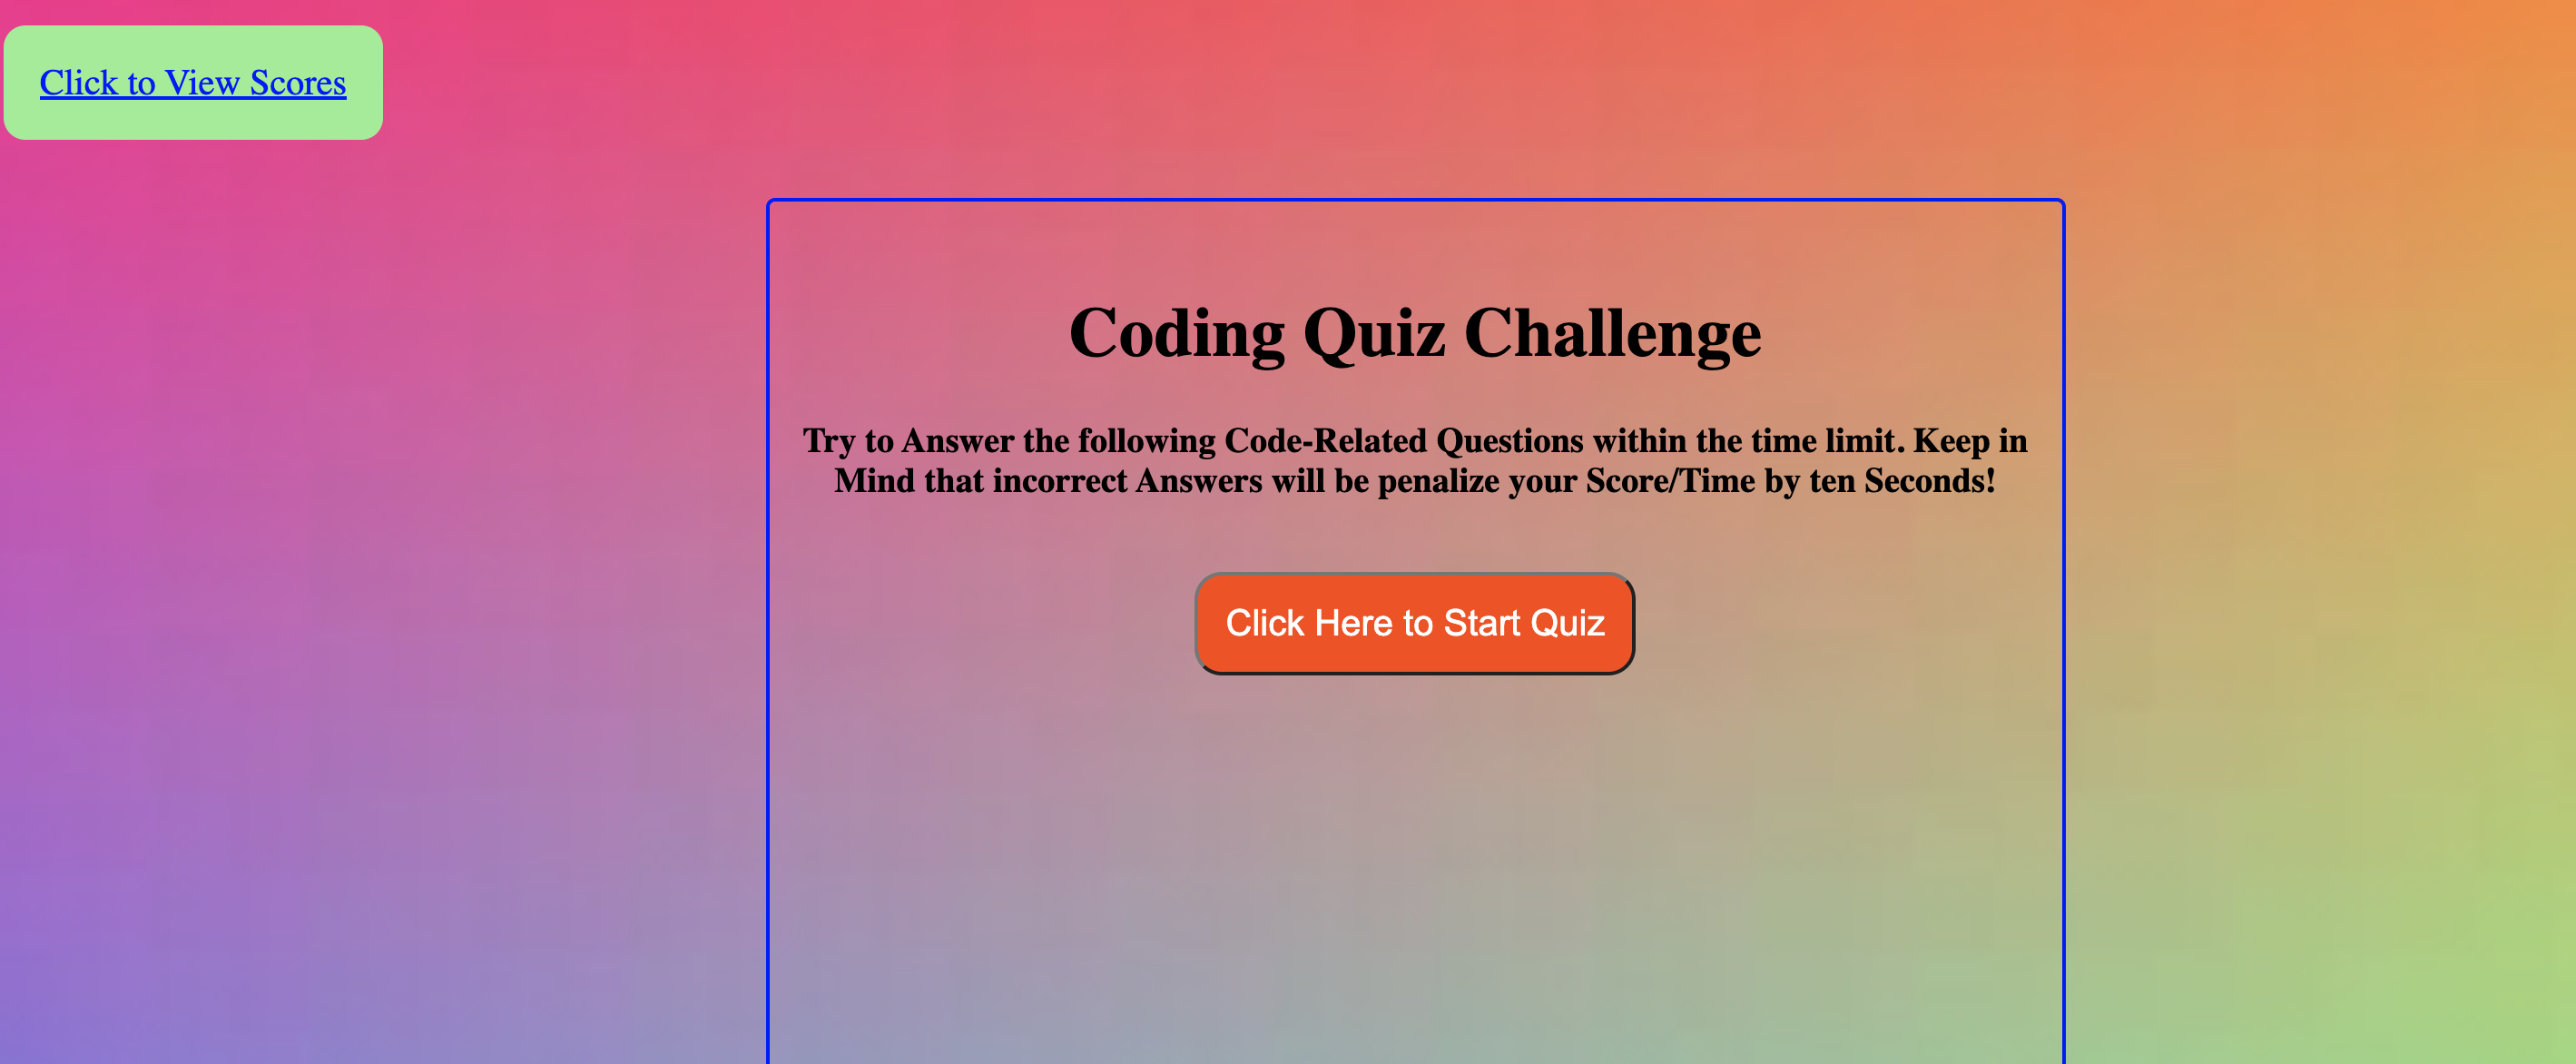 Click to View Scores
Coding Quiz Challenge
Try to Answer the following Code-Related Questions within the time limit. Keep in
Mind that incorrect Answers will be penalize your Score/Time by ten Seconds!
Click Here to Start Quiz